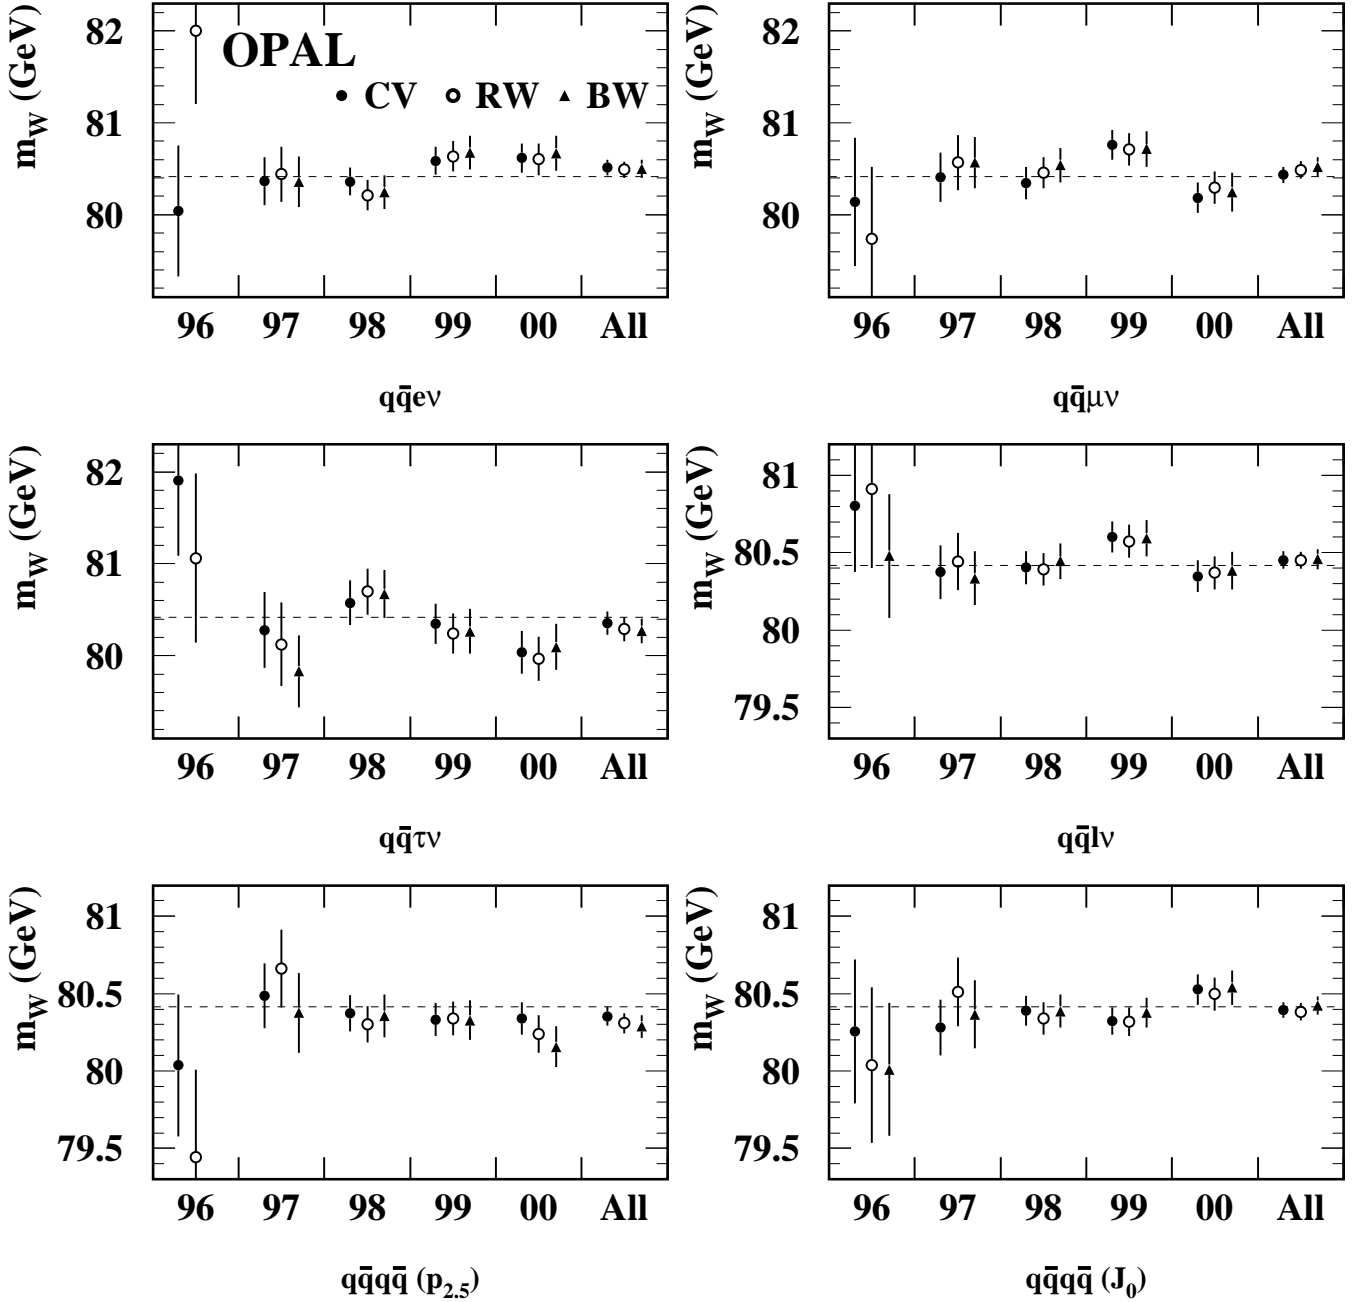 OPAL
CV RW BW
m_W (GeV)
82
81
80
96 97 98 99 00 All
qq̄eν
m_W (GeV)
82
81
80
96 97 98 99 00 All
qq̄μν
m_W (GeV)
82
81
80
96 97 98 99 00 All
qq̄τν
m_W (GeV)
81
80.5
80
79.5
96 97 98 99 00 All
qq̄lν
m_W (GeV)
81
80.5
80
79.5
96 97 98 99 00 All
qq̄qq̄ (p_2.5)
m_W (GeV)
81
80.5
80
79.5
96 97 98 99 00 All
qq̄qq̄ (J_0)